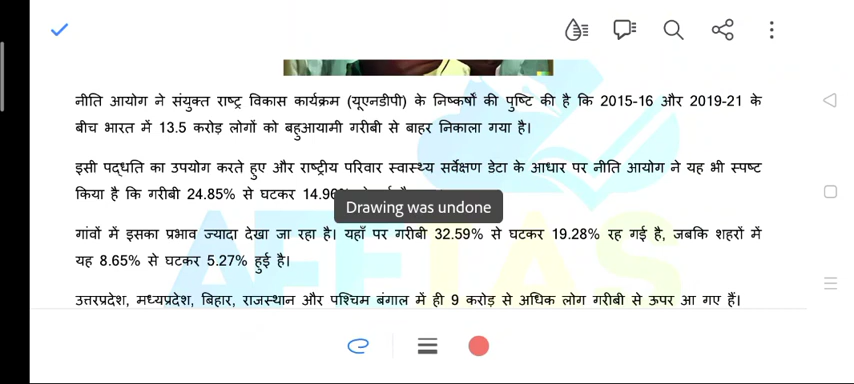 नीति आयोग ने संयुक्त राष्ट्र विकास कार्यक्रम (यूएनडीपी) के निष्कर्षों की पुष्टि की है कि 2015-16 और 2019-21 के
बीच भारत में 13.5 करोड़ लोगों को बहुआयामी गरीबी से बाहर निकाला गया है।
इसी पद्धति का उपयोग करते हुए और राष्ट्रीय परिवार स्वास्थ्य सर्वेक्षण डेटा के आधार पर नीति आयोग ने यह भी स्पष्ट
किया है कि गरीबी 24.85% से घटकर 14.96%
Drawing was undone
गांवों में इसका प्रभाव ज्यादा देखा जा रहा है। यहाँ पर गरीबी 32.59% से घटकर 19.28% रह गई है, जबकि शहरों में
यह 8.65% से घटकर 5.27% हुई है।
उत्तरप्रदेश, मध्यप्रदेश, बिहार, राजस्थान और पश्चिम बंगाल में ही 9 करोड़ से अधिक लोग गरीबी से ऊपर आ गए हैं।